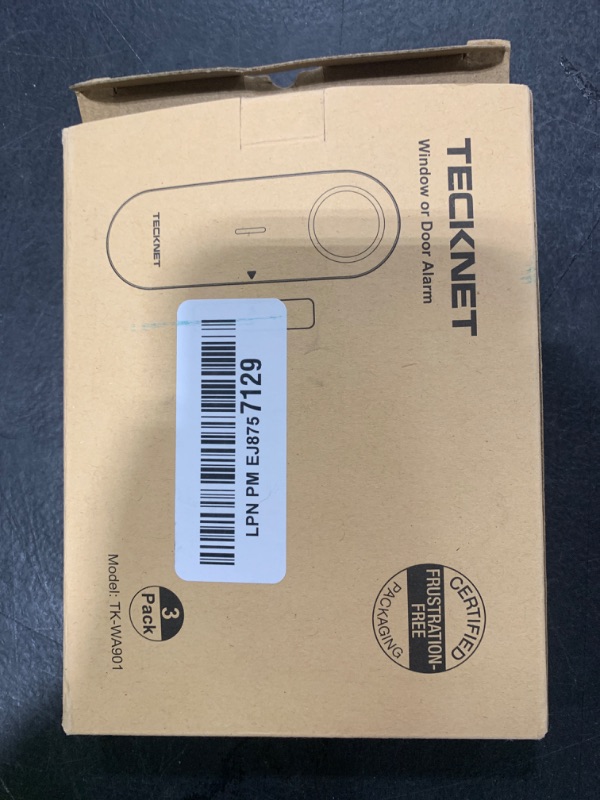 TECKNET
Window or Door Alarm
TECKNET
LPN PM EJ8757129
CERTIFIED
FRUSTRATION-
FREE
PACKAGING
3
Pack
Model: TK-WA901